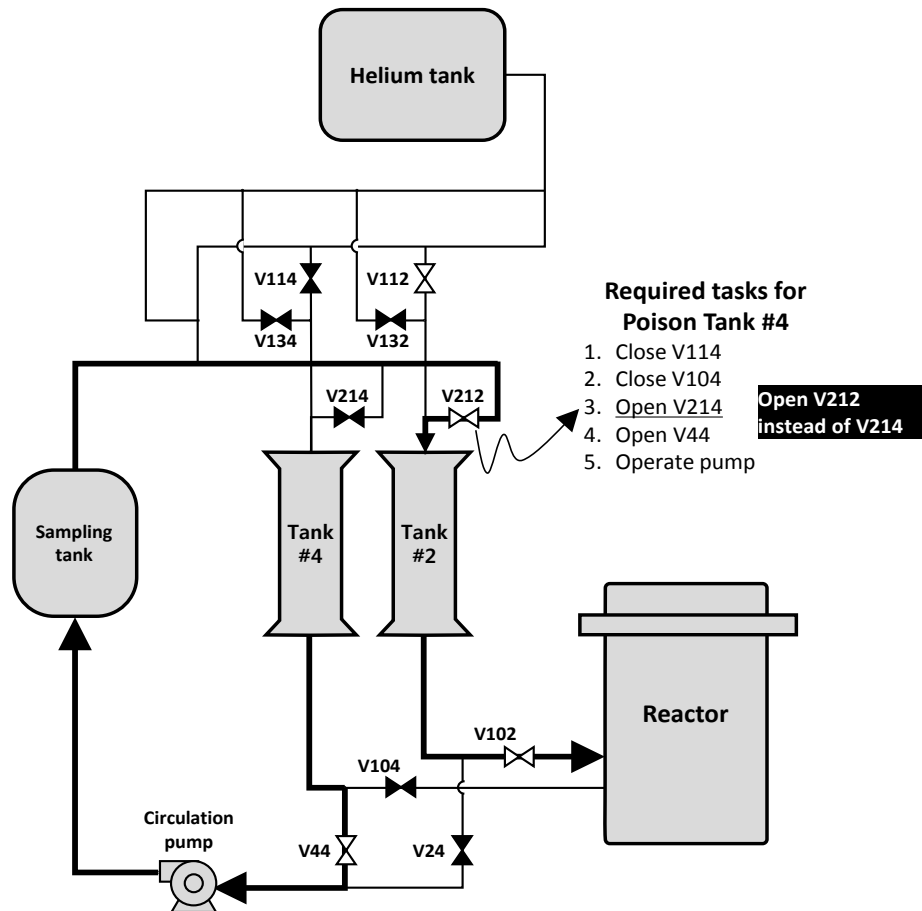 Helium tank
V114
V112
V134
V132
Required tasks for
Poison Tank #4
1. Close V114
2. Close V104
3. Open V214
4. Open V44
5. Operate pump
Open V212
instead of V214
V214
V212
Sampling
tank
Tank
#4
Tank
#2
Reactor
V102
V104
Circulation
pump
V44
V24